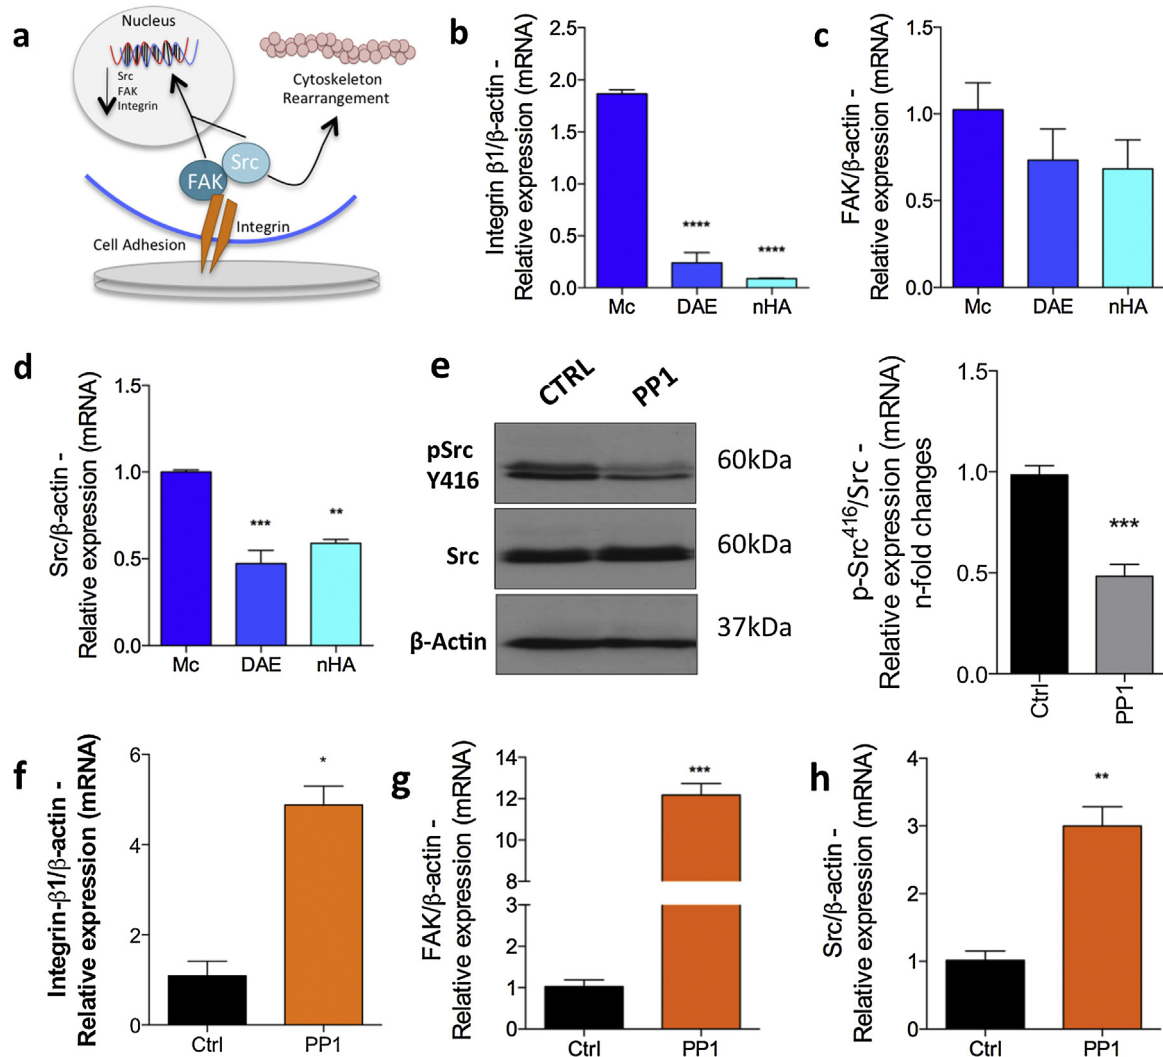 a
Nucleus
Src
FAK
Integrin
Cytoskeleton
Rearrangement
Src
FAK
Integrin
Cell Adhesion
b
Integrin β1/β-actin -
Relative expression (mRNA)
2.5
2.0
1.5
1.0
0.5
0.0
****
****
Mc DAE nHA
c
FAK/β-actin -
Relative expression (mRNA)
1.5
1.0
0.5
0.0
Mc DAE nHA
d
Src/β-actin -
Relative expression (mRNA)
1.5
1.0
0.5
0.0
***
**
Mc DAE nHA
e
CTRL PP1
pSrc
Y416
60kDa
Src
60kDa
β-Actin
37kDa
p-Src416/Src -
Relative expression (mRNA)
n-fold changes
1.5
1.0
0.5
0.0
***
Ctrl PP1
f
Integrin-β1/β-actin -
Relative expression (mRNA)
6
4
2
0
*
Ctrl PP1
g
FAK/β-actin -
Relative expression (mRNA)
14
12
10
8
3
2
1
0
***
Ctrl PP1
h
Src/β-actin -
Relative expression (mRNA)
4
3
2
1
0
**
Ctrl PP1